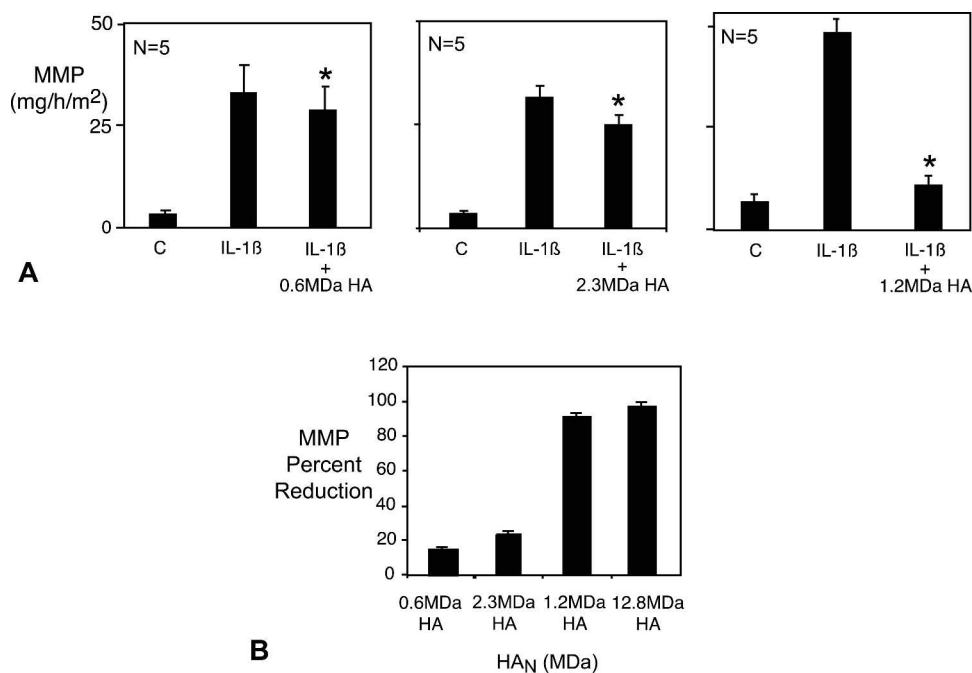 50
N=5
MMP
(mg/h/m²)
25
0
*
C
IL-1ß
IL-1ß
+
0.6MDa HA
N=5
*
C
IL-1ß
IL-1ß
+
2.3MDa HA
N=5
*
C
IL-1ß
IL-1ß
+
1.2MDa HA
A
120
100
80
60
40
20
0
MMP
Percent
Reduction
0.6MDa 2.3MDa 1.2MDa 12.8MDa
HA HA HA HA
B
HA_N (MDa)